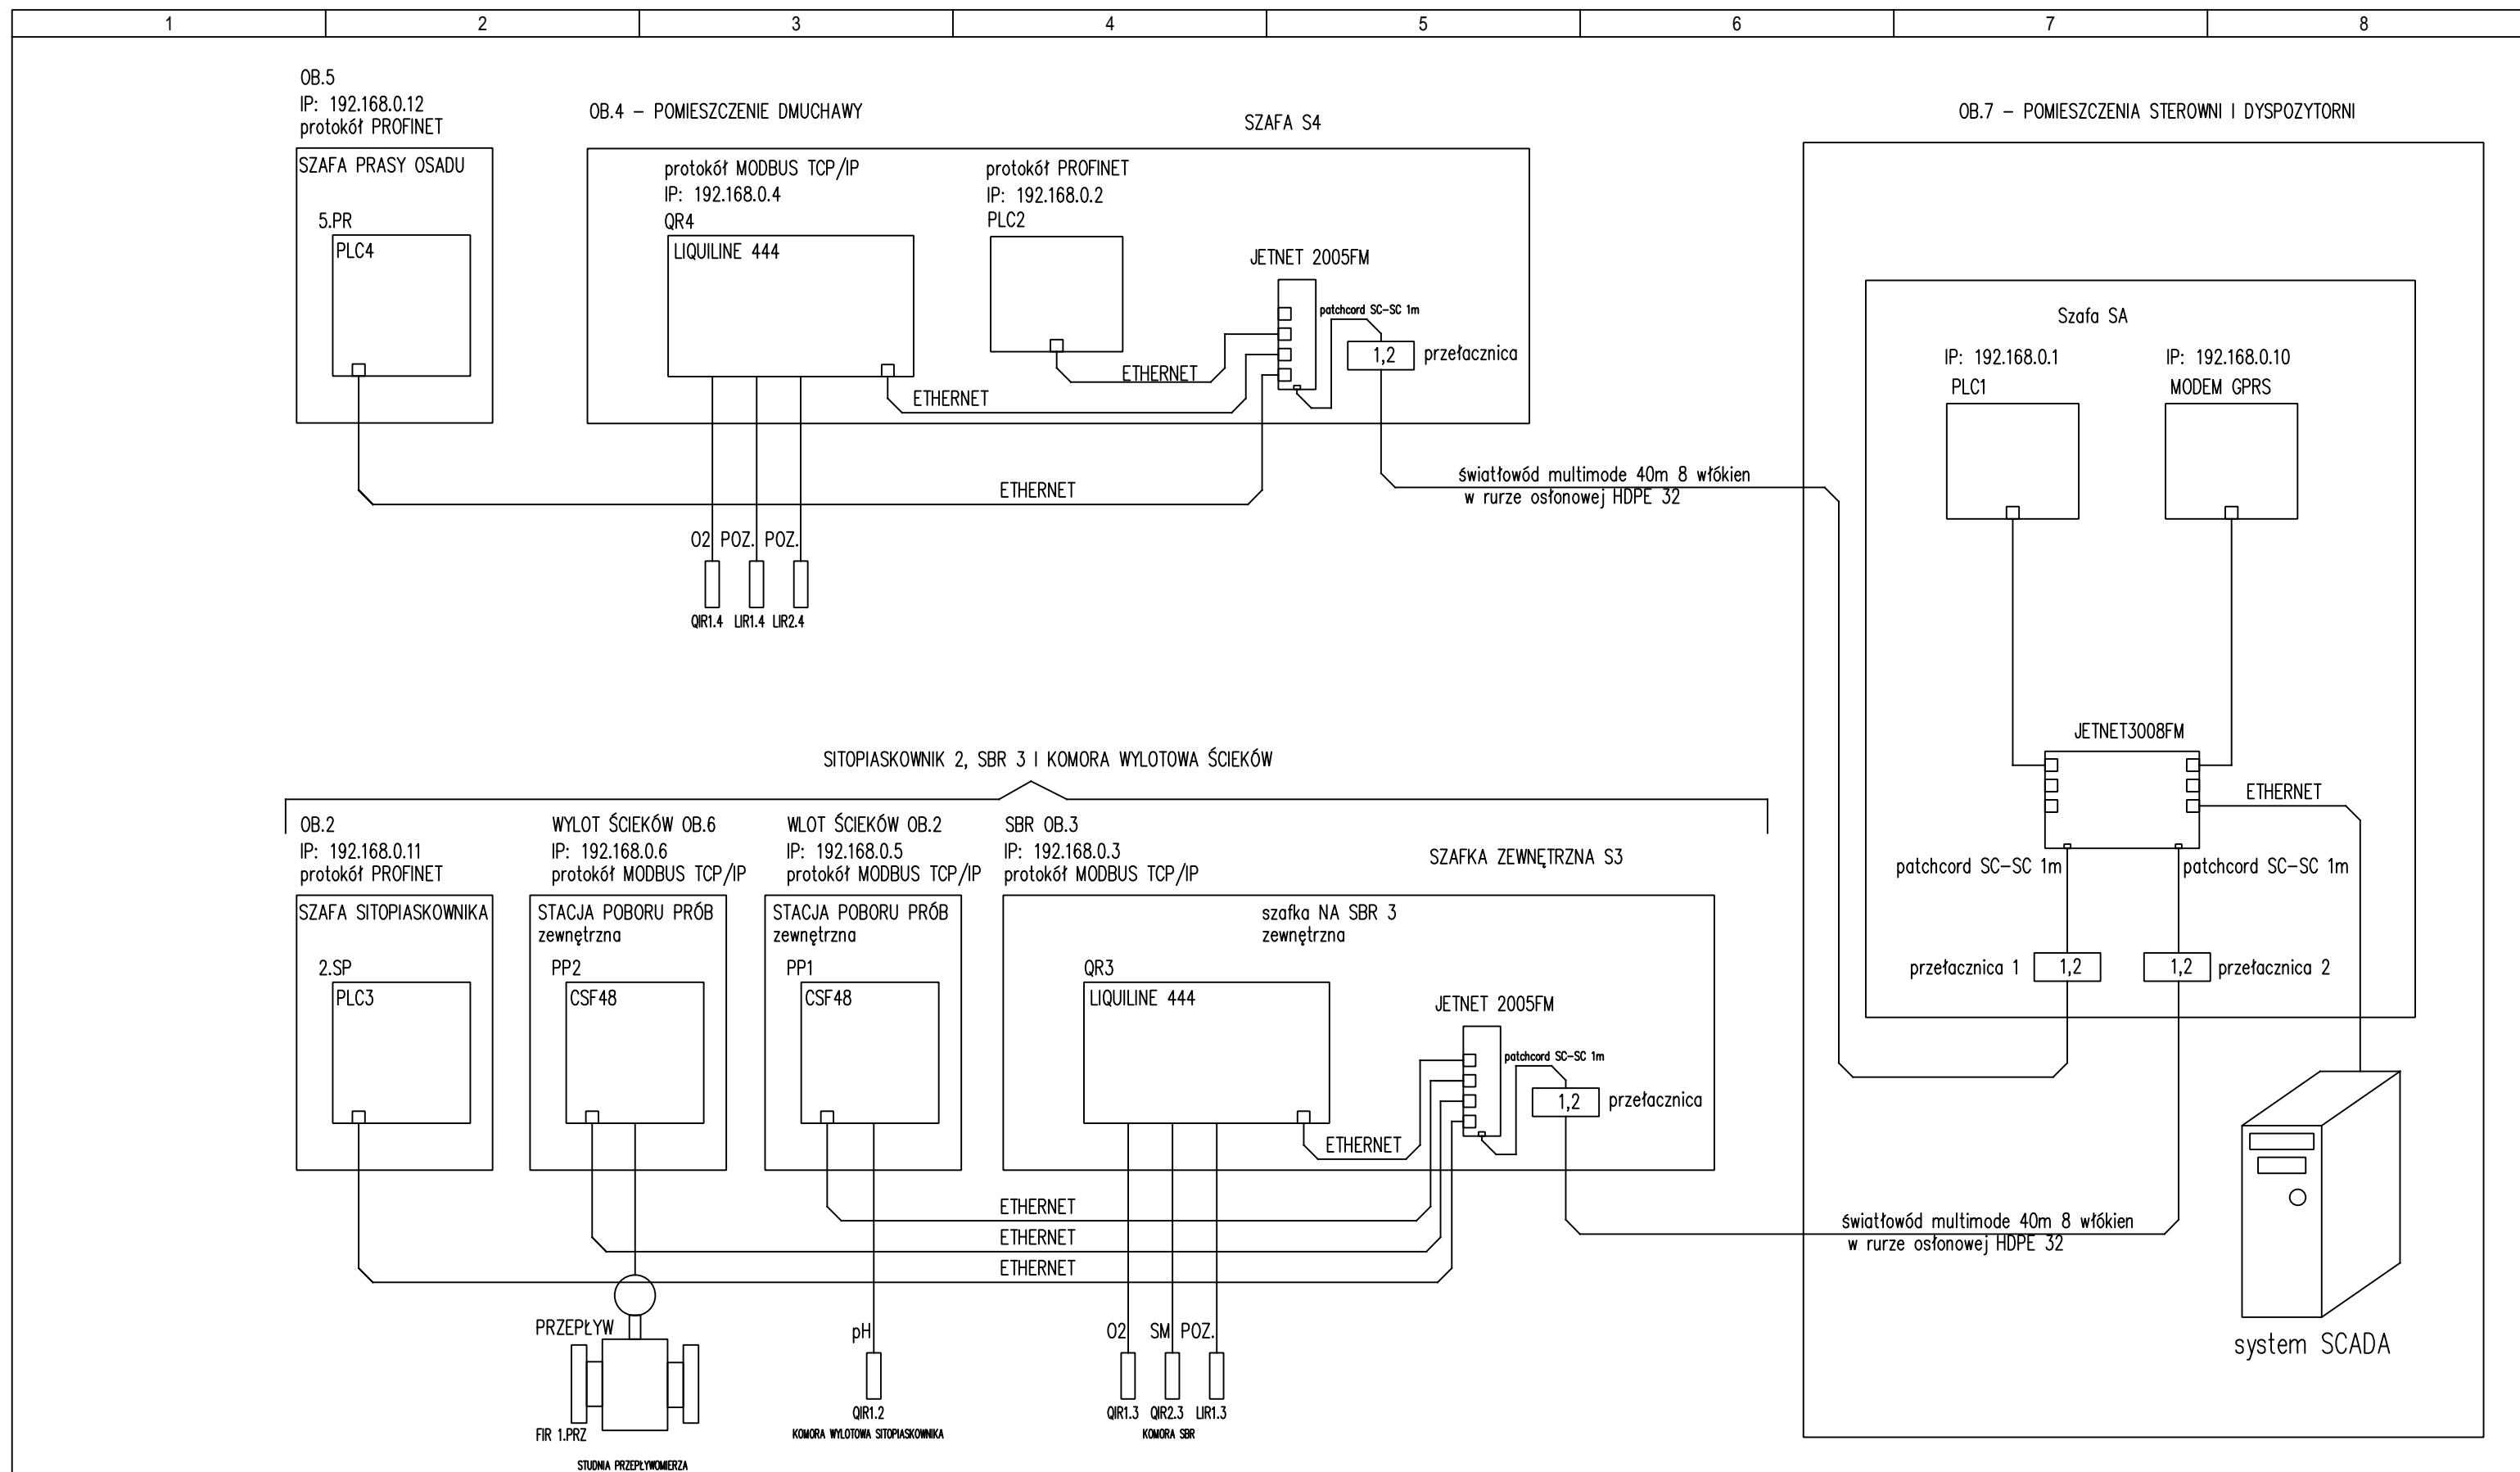 1 2 3 4 5 6 7 8
OB.5
IP: 192.168.0.12
protokół PROFINET
SZAFA PRASY OSADU
5.PR
PLC4
OB.4 – POMIESZCZENIE DMUCHAWY
SZAFA S4
protokół MODBUS TCP/IP
IP: 192.168.0.4
QR4
LIQUILINE 444
protokół PROFINET
IP: 192.168.0.2
PLC2
JETNET 2005FM
patchcord SC–SC 1m
1,2
przełacznica
ETHERNET
ETHERNET
ETHERNET
światłowód multimode 40m 8 włókien
w rurze osłonowej HDPE 32
O2 POZ. POZ.
QIR1.4 LIR1.4 LIR2.4
OB.7 – POMIESZCZENIA STEROWNI I DYSPOZYTORNI
Szafa SA
IP: 192.168.0.1
PLC1
IP: 192.168.0.10
MODEM GPRS
JETNET3008FM
ETHERNET
patchcord SC–SC 1m
patchcord SC–SC 1m
przełacznica 1
1,2
1,2
przełacznica 2
SITOPIASKOWNIK 2, SBR 3 I KOMORA WYLOTOWA ŚCIEKÓW
OB.2
IP: 192.168.0.11
protokół PROFINET
SZAFA SITOPIASKOWNIKA
2.SP
PLC3
WYLOT ŚCIEKÓW OB.6
IP: 192.168.0.6
protokół MODBUS TCP/IP
STACJA POBORU PRÓB
zewnętrzna
PP2
CSF48
WLOT ŚCIEKÓW OB.2
IP: 192.168.0.5
protokół MODBUS TCP/IP
STACJA POBORU PRÓB
zewnętrzna
PP1
CSF48
SBR OB.3
IP: 192.168.0.3
protokół MODBUS TCP/IP
SZAFKA ZEWNĘTRZNA S3
szafka NA SBR 3
zewnętrzna
QR3
LIQUILINE 444
JETNET 2005FM
patchcord SC–SC 1m
1,2
przełacznica
ETHERNET
ETHERNET
ETHERNET
ETHERNET
światłowód multimode 40m 8 włókien
w rurze osłonowej HDPE 32
PRZEPŁYW
FIR 1.PRZ
STUDNIA PRZEPŁYWOMIERZA
pH
QIR1.2
KOMORA WYLOTOWA SITOPIASKOWNIKA
O2 SM POZ.
QIR1.3 QIR2.3 LIR1.3
KOMORA SBR
system SCADA